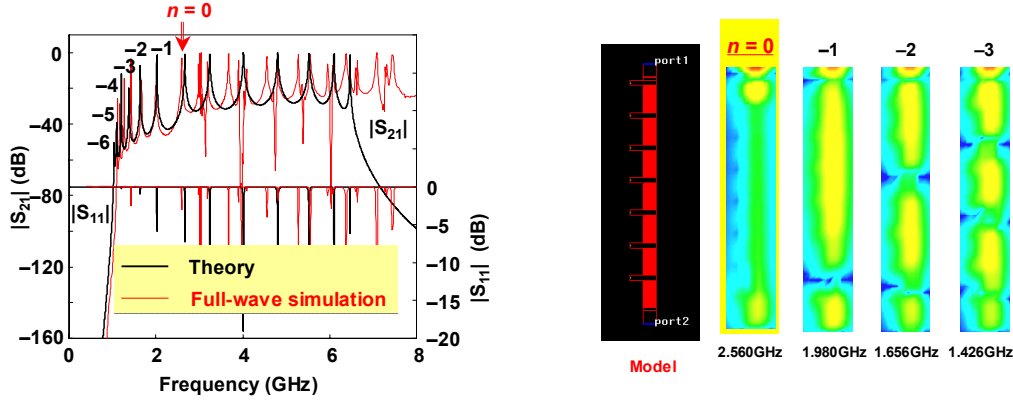 n = 0
0
–40
–80
–120
–160
|S21| (dB)
–6
–5
–4
–3
–2
–1
|S21|
|S11|
0
–5
–10
–15
–20
|S11| (dB)
Theory
Full-wave simulation
0
2
4
6
8
Frequency (GHz)
port1
port2
Model
n = 0
–1
–2
–3
2.560GHz
1.980GHz
1.656GHz
1.426GHz